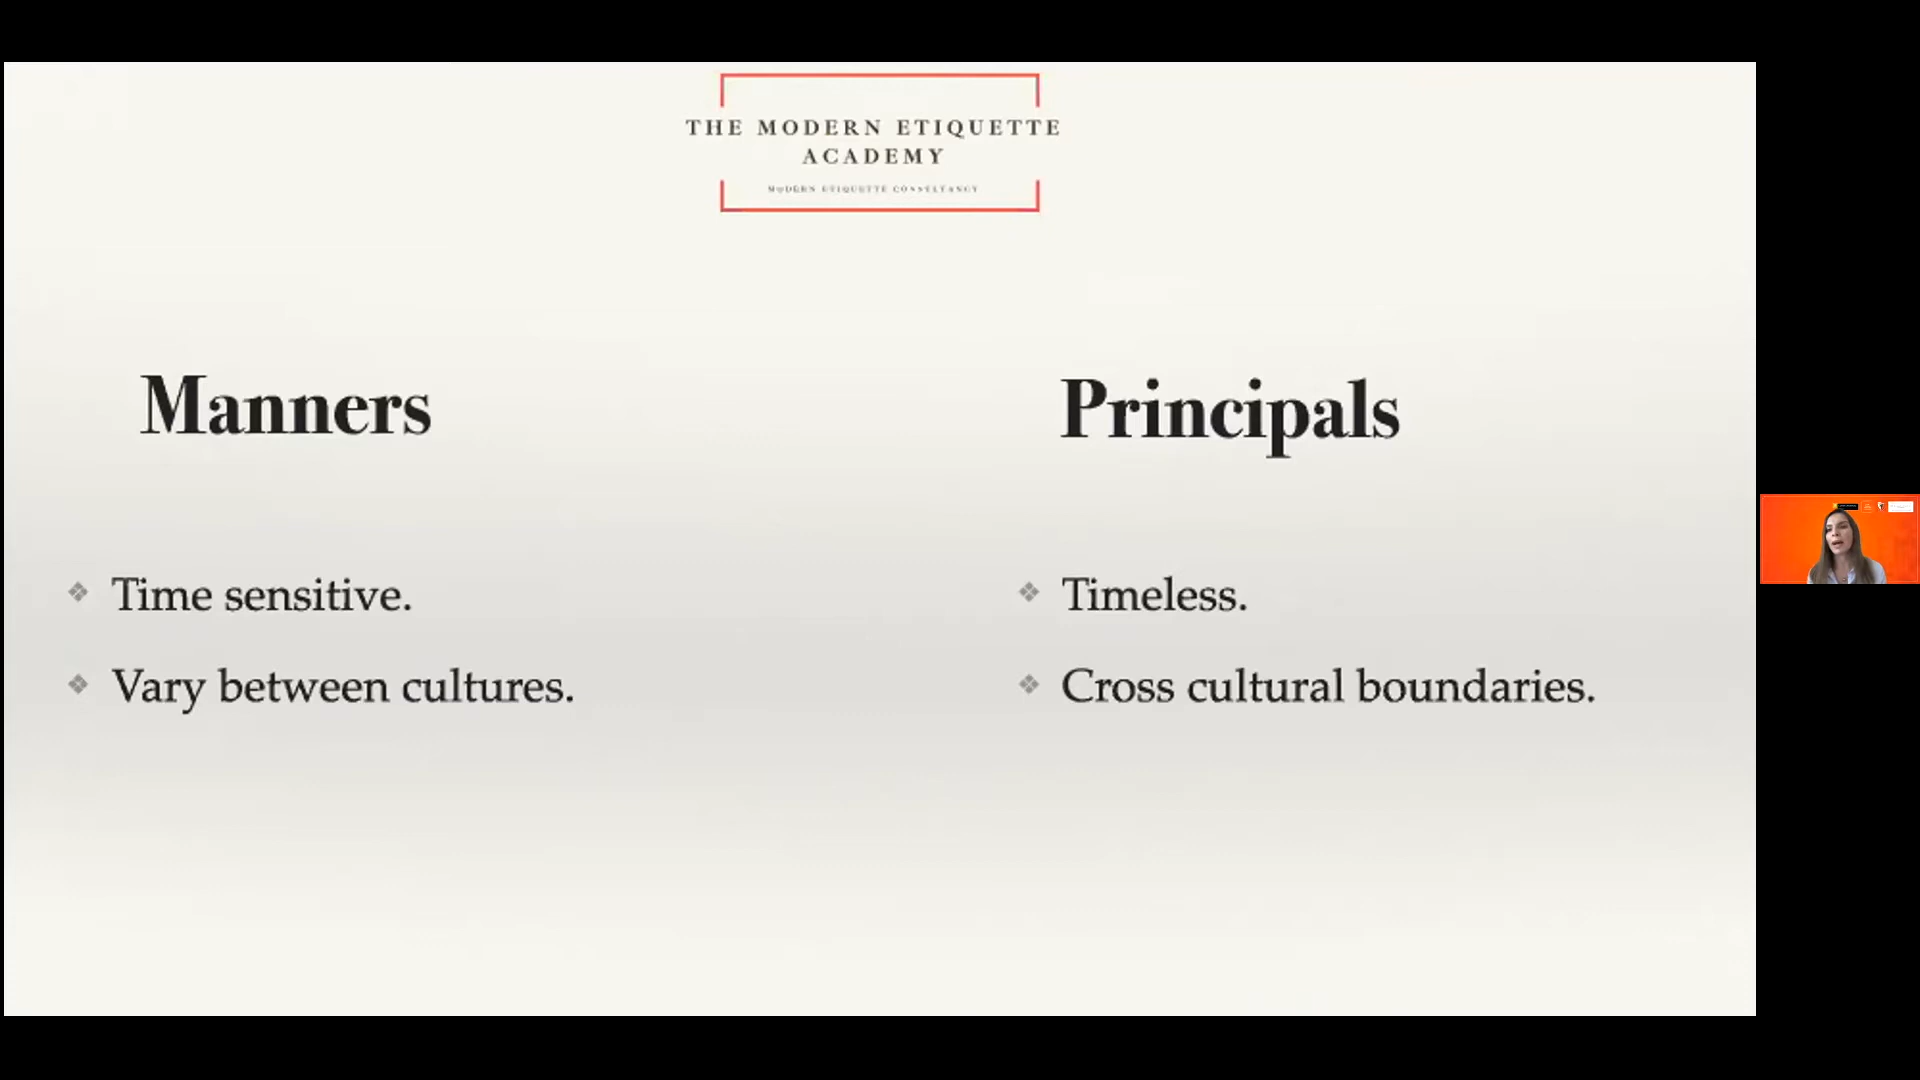 THE MODERN ETIQUETTE
ACADEMY
MODERN ETIQUETTE CONSULTANCY
Manners
Time sensitive.
Vary between cultures.
Principals
Timeless.
Cross cultural boundaries.